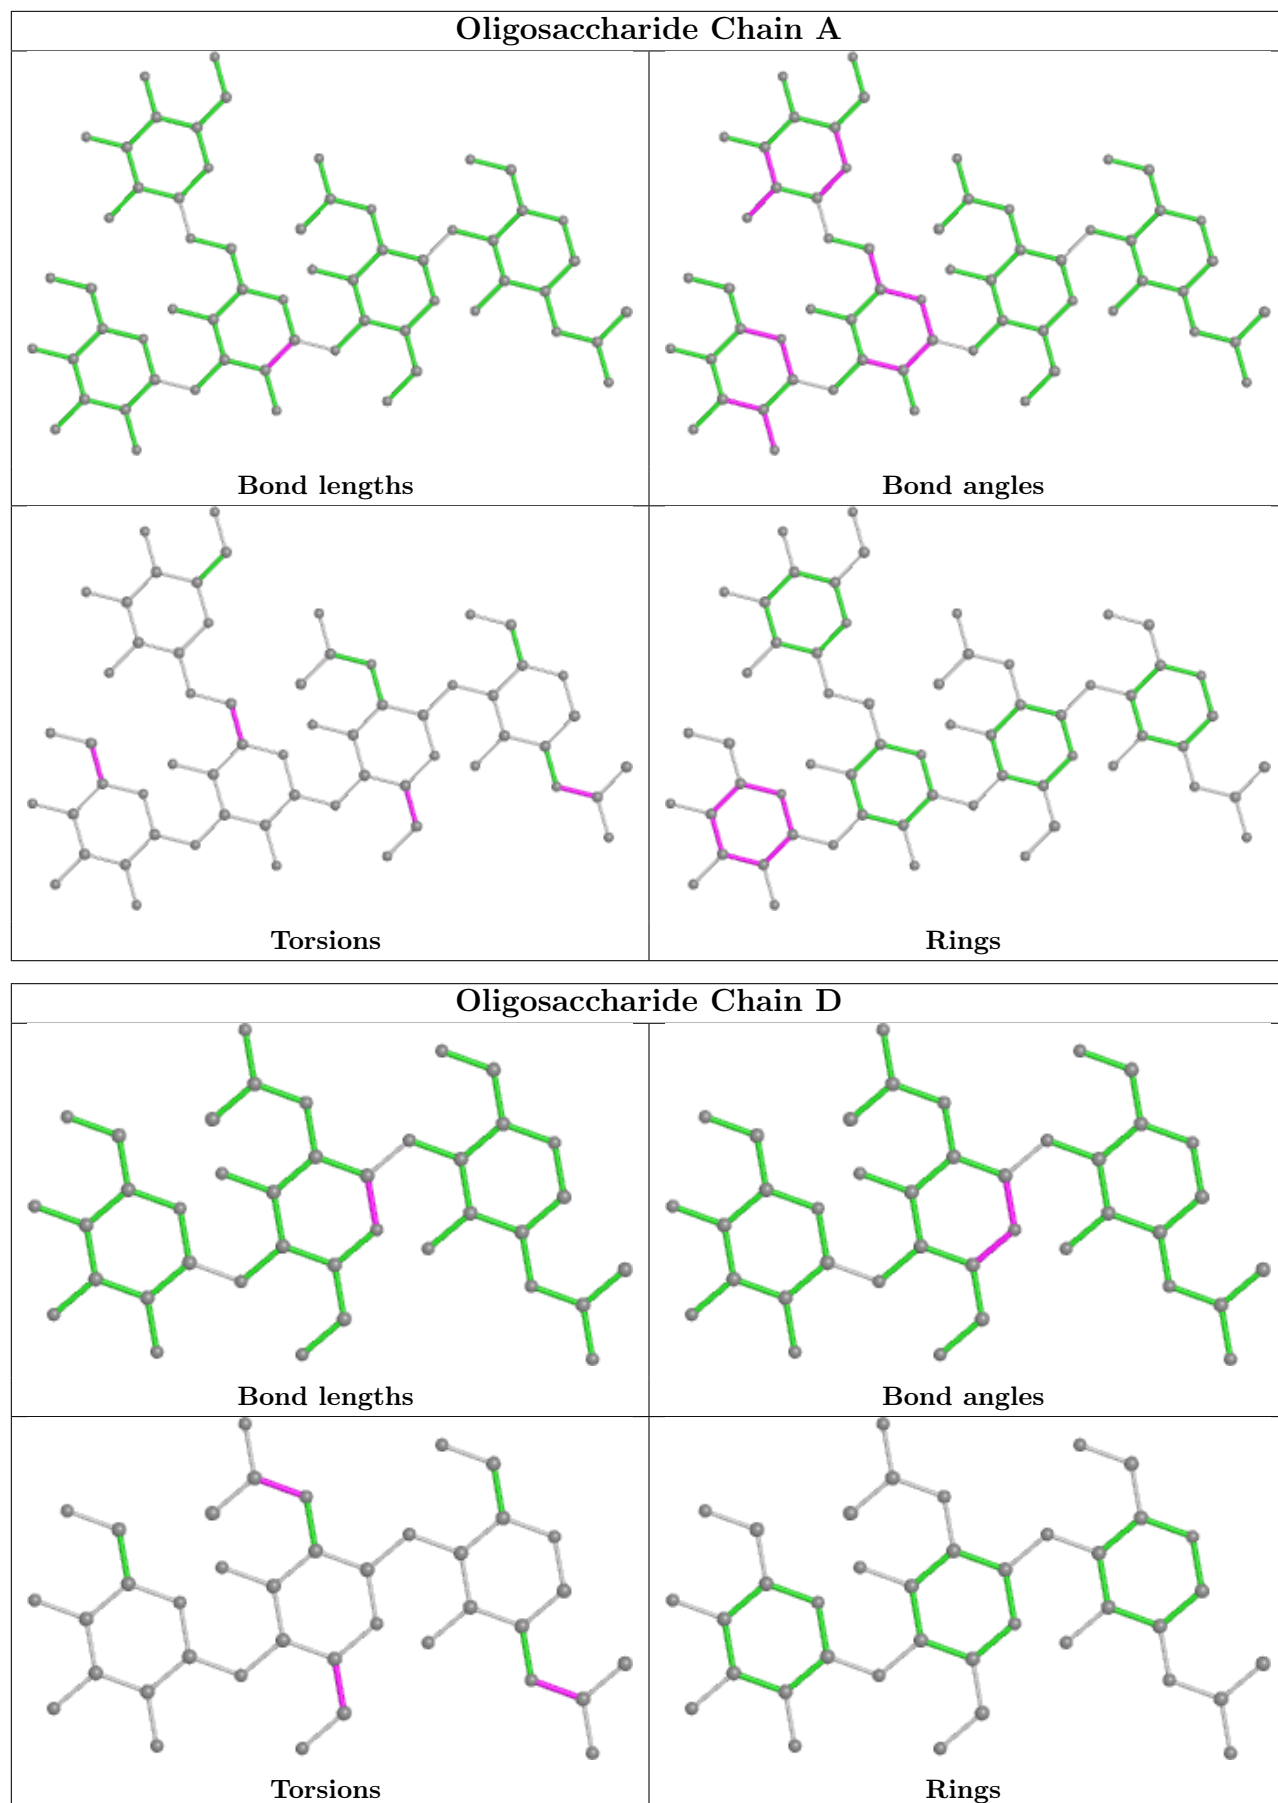 Oligosaccharide Chain A
Bond lengths
Bond angles
Torsions
Rings
Oligosaccharide Chain D
Bond lengths
Bond angles
Torsions
Rings